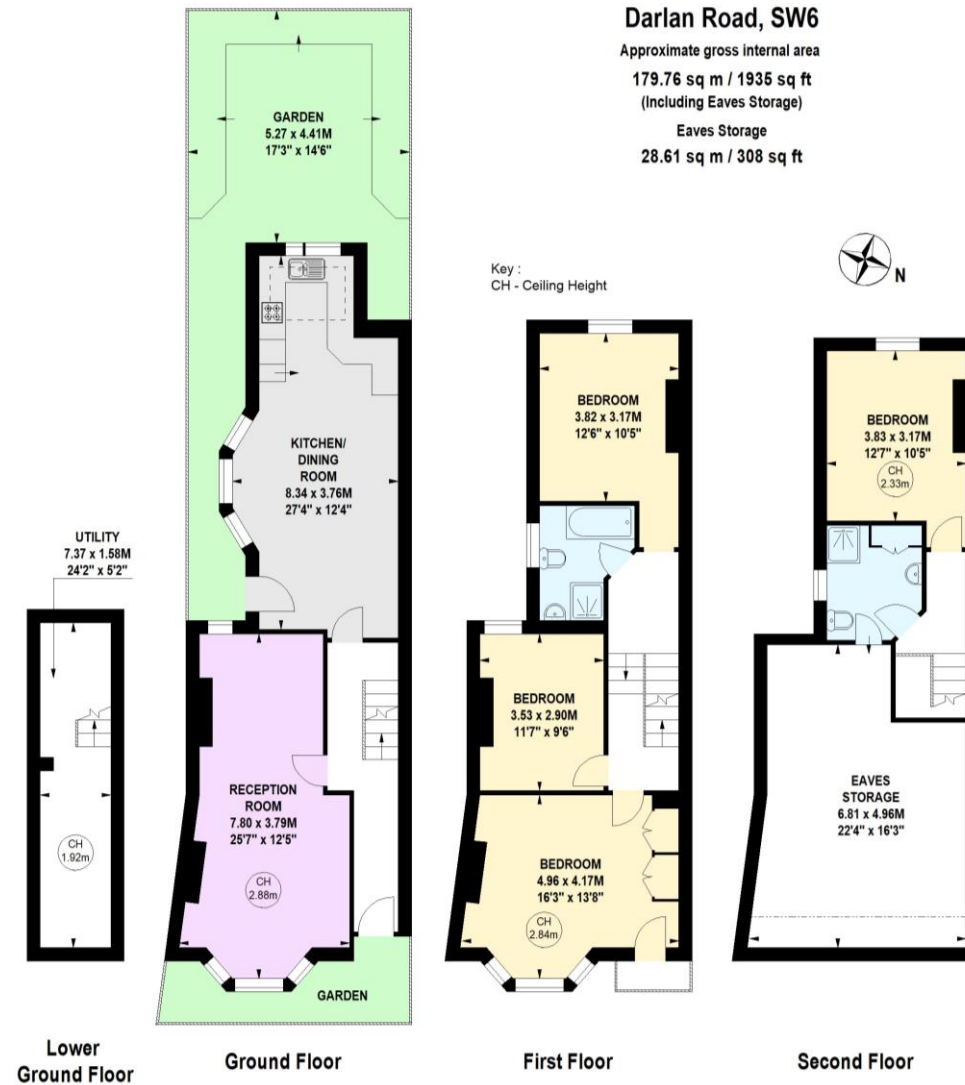 Darlan Road, SW6
Approximate gross internal area
179.76 sq m / 1935 sq ft
(Including Eaves Storage)
Eaves Storage
28.61 sq m / 308 sq ft
Key :
CH - Ceiling Height
N
GARDEN
5.27 x 4.41M
17'3" x 14'6"
KITCHEN/
DINING
ROOM
8.34 x 3.76M
27'4" x 12'4"
UTILITY
7.37 x 1.58M
24'2" x 5'2"
CH
1.92m
RECEPTION
ROOM
7.80 x 3.79M
25'7" x 12'5"
CH
2.88m
GARDEN
BEDROOM
3.82 x 3.17M
12'6" x 10'5"
BEDROOM
3.53 x 2.90M
11'7" x 9'6"
BEDROOM
4.96 x 4.17M
16'3" x 13'8"
CH
2.84m
BEDROOM
3.83 x 3.17M
12'7" x 10'5"
CH
2.33m
EAVES
STORAGE
6.81 x 4.96M
22'4" x 16'3"
Lower
Ground Floor
Ground Floor
First Floor
Second Floor